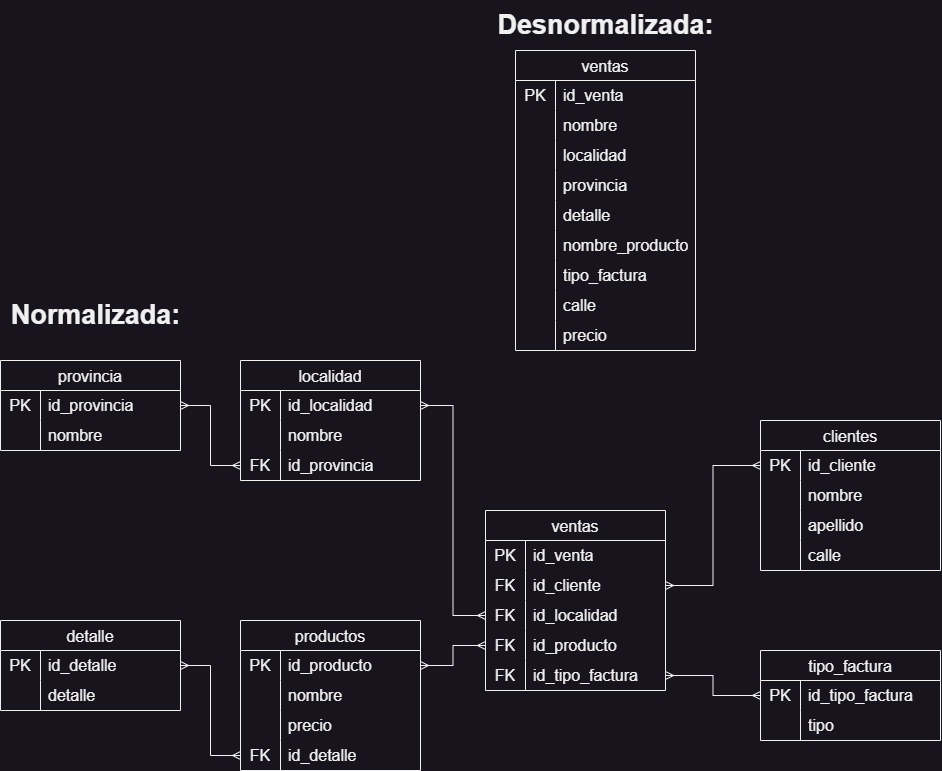 Desnormalizada:
ventas
PK id_venta
nombre
localidad
provincia
detalle
nombre_producto
tipo_factura
calle
precio
Normalizada:
provincia
PK id_provincia
nombre
localidad
PK id_localidad
nombre
FK id_provincia
clientes
PK id_cliente
nombre
apellido
calle
ventas
PK id_venta
FK id_cliente
FK id_localidad
FK id_producto
FK id_tipo_factura
detalle
PK id_detalle
detalle
productos
PK id_producto
nombre
precio
FK id_detalle
tipo_factura
PK id_tipo_factura
tipo